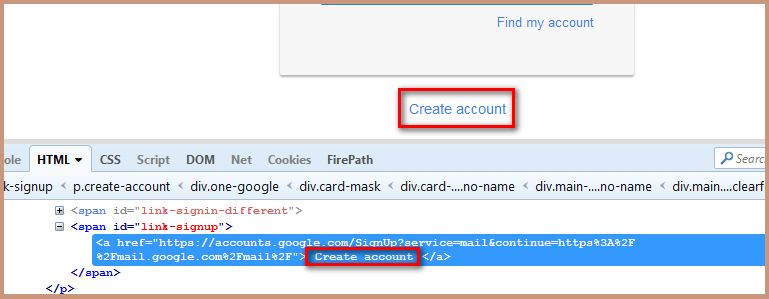 Find my account
Create account
ole HTML CSS Script DOM Net Cookies FirePath Search
k-signup < p.create-account < div.one-google < div.card-mask < div.card-....no-name < div.main-....no-name < div.main....clearf
<span id="link-signin-different">
<span id="link-signup">
<a href="https://accounts.google.com/SignUp?service=mail&continue=https%3A%2F
%2Fmail.google.com%2Fmail%2F"> Create account </a>
</span>
</p>